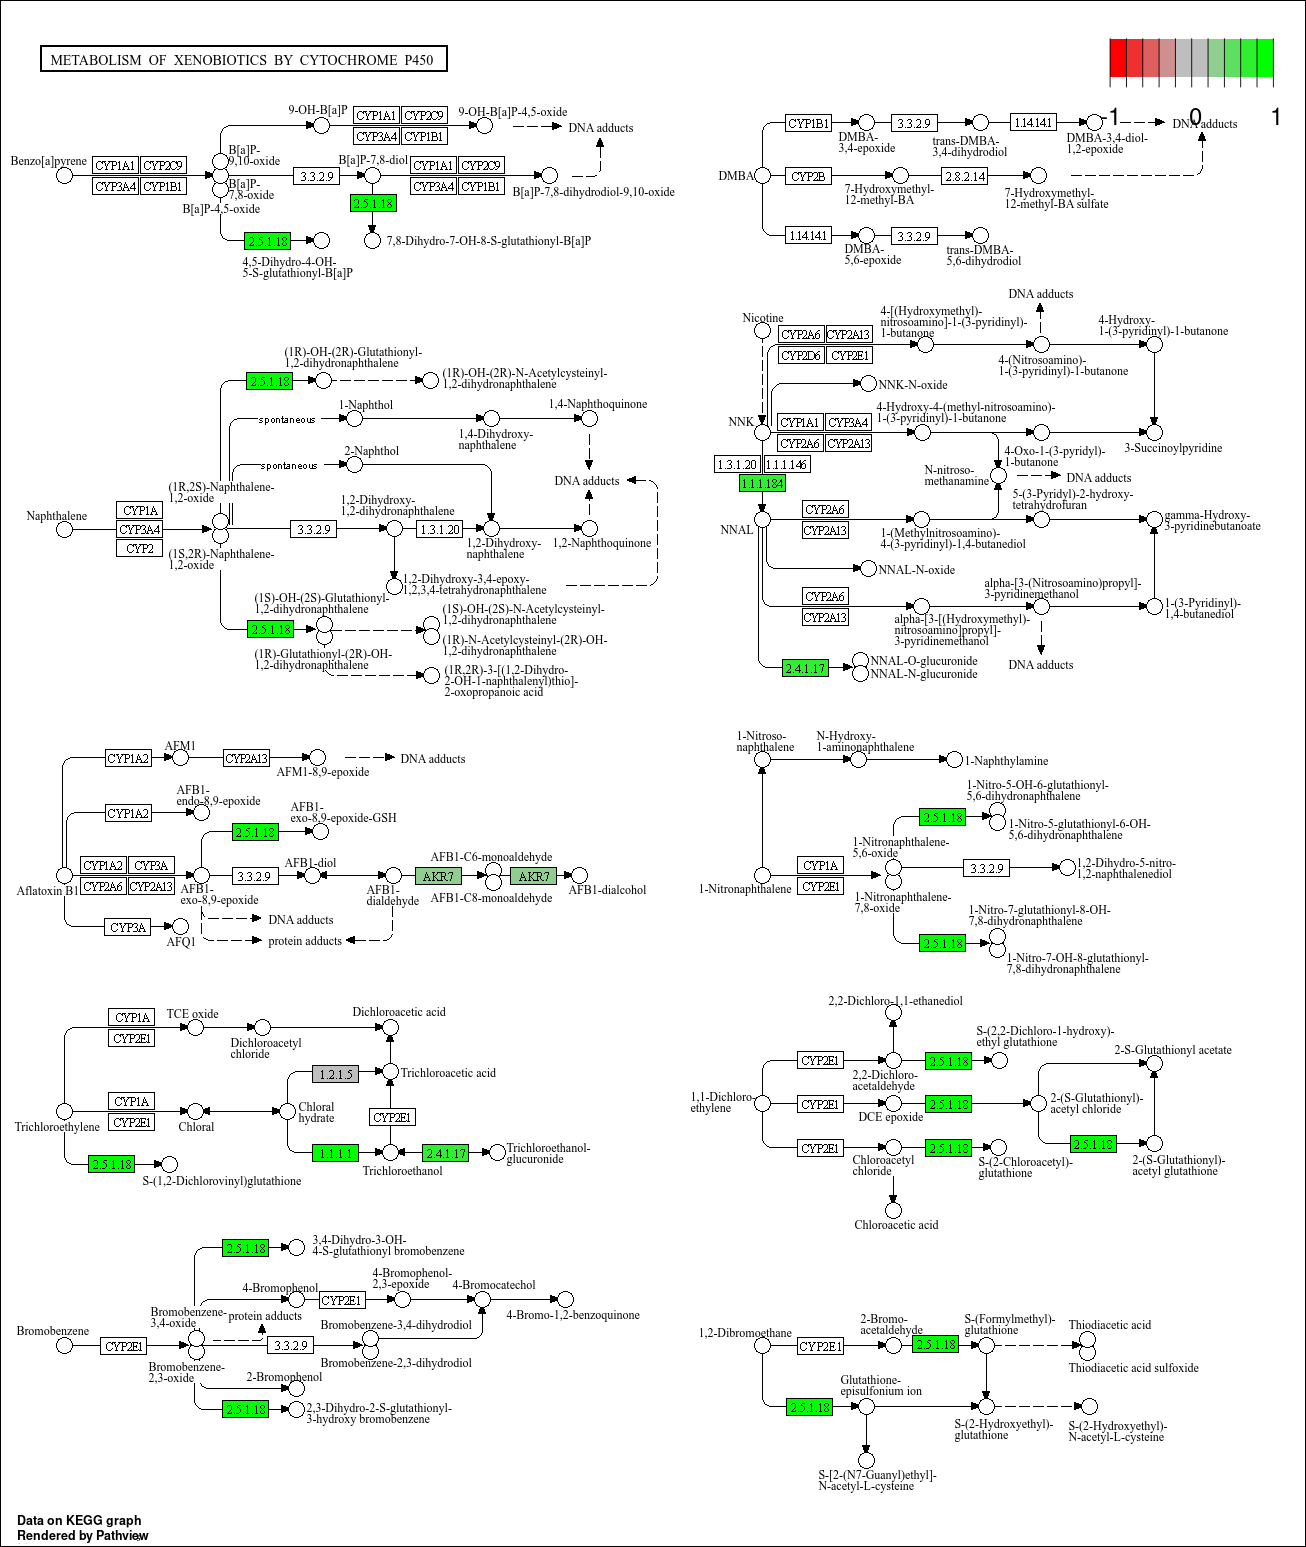 METABOLISM OF XENOBIOTICS BY CYTOCHROME P450
-1 0 1
9-OH-B[a]P
CYP1A1 CYP2C9
CYP3A4 CYP1B1
9-OH-B[a]P-4,5-oxide
DNA adducts
Benzo[a]pyrene
CYP1A1 CYP2C9
CYP3A4 CYP1B1
B[a]P-
9,10-oxide
B[a]P-
7,8-oxide
B[a]P-4,5-oxide
3.3.2.9
B[a]P-7,8-diol
CYP1A1 CYP2C9
CYP3A4 CYP1B1
B[a]P-7,8-dihydrodiol-9,10-oxide
2.5.1.18
7,8-Dihydro-7-OH-8-S-glutathionyl-B[a]P
2.5.1.18
4,5-Dihydro-4-OH-
5-S-glutathionyl-B[a]P
DMBA
CYP1B1
DMBA-
3,4-epoxide
3.3.2.9
trans-DMBA-
3,4-dihydrodiol
1.14.14.1
DMBA-3,4-diol-
1,2-epoxide
DNA adducts
CYP2B
7-Hydroxymethyl-
12-methyl-BA
2.8.2.14
7-Hydroxymethyl-
12-methyl-BA sulfate
1.14.14.1
DMBA-
5,6-epoxide
3.3.2.9
trans-DMBA-
5,6-dihydrodiol
2.5.1.18
(1R)-OH-(2R)-Glutathionyl-
1,2-dihydronaphthalene
(1R)-OH-(2R)-N-Acetylcysteinyl-
1,2-dihydronaphthalene
spontaneous
1-Naphthol
1,4-Dihydroxy-
naphthalene
1,4-Naphthoquinone
spontaneous
2-Naphthol
DNA adducts
(1R,2S)-Naphthalene-
1,2-oxide
Naphthalene
CYP1A
CYP3A4
CYP2
(1S,2R)-Naphthalene-
1,2-oxide
3.3.2.9
1,2-Dihydroxy-
1,2-dihydronaphthalene
1.3.1.20
1,2-Dihydroxy-
naphthalene
1,2-Naphthoquinone
1,2-Dihydroxy-3,4-epoxy-
1,2,3,4-tetrahydronaphthalene
(1S)-OH-(2S)-Glutathionyl-
1,2-dihydronaphthalene
2.5.1.18
(1R)-Glutathionyl-(2R)-OH-
1,2-dihydronaphthalene
(1S)-OH-(2S)-N-Acetylcysteinyl-
1,2-dihydronaphthalene
(1R)-N-Acetylcysteinyl-(2R)-OH-
1,2-dihydronaphthalene
(1R,2R)-3-[(1,2-Dihydro-
2-OH-1-naphthalenyl)thio]-
2-oxopropanoic acid
Nicotine
CYP2A6 CYP2A13
CYP2D6 CYP2E1
4-[(Hydroxymethyl)-
nitrosoamino]-1-(3-pyridinyl)-
1-butanone
DNA adducts
4-(Nitrosoamino)-
1-(3-pyridinyl)-1-butanone
4-Hydroxy-
1-(3-pyridinyl)-1-butanone
NNK-N-oxide
NNK
CYP1A1 CYP3A4
CYP2A6 CYP2A13
4-Hydroxy-4-(methyl-nitrosoamino)-
1-(3-pyridinyl)-1-butanone
4-Oxo-1-(3-pyridyl)-
1-butanone
3-Succinoylpyridine
1.3.1.20 1.1.1.146
1.1.1.184
N-nitroso-
methanamine
DNA adducts
NNAL
CYP2A6
CYP2A13
1-(Methylnitrosoamino)-
4-(3-pyridinyl)-1,4-butanediol
5-(3-Pyridyl)-2-hydroxy-
tetrahydrofuran
gamma-Hydroxy-
3-pyridinebutanoate
NNAL-N-oxide
CYP2A6
CYP2A13
alpha-[3-[(Hydroxymethyl)-
nitrosoamino]propyl]-
3-pyridinemethanol
alpha-[3-(Nitrosoamino)propyl]-
3-pyridinemethanol
1-(3-Pyridinyl)-
1,4-butanediol
DNA adducts
2.4.1.17
NNAL-O-glucuronide
NNAL-N-glucuronide
CYP1A2
AFM1
CYP2A13
AFM1-8,9-epoxide
DNA adducts
CYP1A2
AFB1-
endo-8,9-epoxide
2.5.1.18
AFB1-
exo-8,9-epoxide-GSH
Aflatoxin B1
CYP1A2 CYP3A
CYP2A6 CYP2A13
AFB1-
exo-8,9-epoxide
3.3.2.9
AFB1-diol
AFB1-
dialdehyde
AKR7
AFB1-C6-monoaldehyde
AFB1-C8-monoaldehyde
AKR7
AFB1-dialcohol
DNA adducts
protein adducts
CYP3A
AFQ1
1-Nitroso-
naphthalene
N-Hydroxy-
1-aminonaphthalene
1-Naphthylamine
1-Nitro-5-OH-6-glutathionyl-
5,6-dihydronaphthalene
2.5.1.18
1-Nitro-5-glutathionyl-6-OH-
5,6-dihydronaphthalene
1-Nitronaphthalene-
5,6-oxide
1-Nitronaphthalene
CYP1A
CYP2E1
3.3.2.9
1,2-Dihydro-5-nitro-
1,2-naphthalenediol
1-Nitronaphthalene-
7,8-oxide
1-Nitro-7-glutathionyl-8-OH-
7,8-dihydronaphthalene
2.5.1.18
1-Nitro-7-OH-8-glutathionyl-
7,8-dihydronaphthalene
CYP1A
CYP2E1
TCE oxide
Dichloroacetyl
chloride
Dichloroacetic acid
1.2.1.5
Trichloroacetic acid
Trichloroethylene
CYP1A
CYP2E1
Chloral
Chloral
hydrate
CYP2E1
1.1.1.1
Trichloroethanol
2.4.1.17
Trichloroethanol-
glucuronide
2.5.1.18
S-(1,2-Dichlorovinyl)glutathione
2,2-Dichloro-1,1-ethanediol
CYP2E1
2,2-Dichloro-
acetaldehyde
2.5.1.18
S-(2,2-Dichloro-1-hydroxy)-
ethyl glutathione
2-S-Glutathionyl acetate
1,1-Dichloro-
ethylene
CYP2E1
DCE epoxide
2.5.1.18
2-(S-Glutathionyl)-
acetyl chloride
CYP2E1
Chloroacetyl
chloride
2.5.1.18
S-(2-Chloroacetyl)-
glutathione
2.5.1.18
2-(S-Glutathionyl)-
acetyl glutathione
Chloroacetic acid
2.5.1.18
3,4-Dihydro-3-OH-
4-S-glutathionyl bromobenzene
4-Bromophenol
CYP2E1
4-Bromophenol-
2,3-epoxide
4-Bromocatechol
4-Bromo-1,2-benzoquinone
Bromobenzene-
3,4-oxide
protein adducts
Bromobenzene
CYP2E1
3.3.2.9
Bromobenzene-3,4-dihydrodiol
Bromobenzene-2,3-dihydrodiol
Bromobenzene-
2,3-oxide
2-Bromophenol
2.5.1.18
2,3-Dihydro-2-S-glutathionyl-
3-hydroxy bromobenzene
1,2-Dibromoethane
CYP2E1
2-Bromo-
acetaldehyde
2.5.1.18
S-(Formylmethyl)-
glutathione
Thiodiacetic acid
Thiodiacetic acid sulfoxide
2.5.1.18
Glutathione-
episulfonium ion
S-(2-Hydroxyethyl)-
glutathione
S-(2-Hydroxyethyl)-
N-acetyl-L-cysteine
S-[2-(N7-Guanyl)ethyl]-
N-acetyl-L-cysteine
Data on KEGG graph
Rendered by Pathview